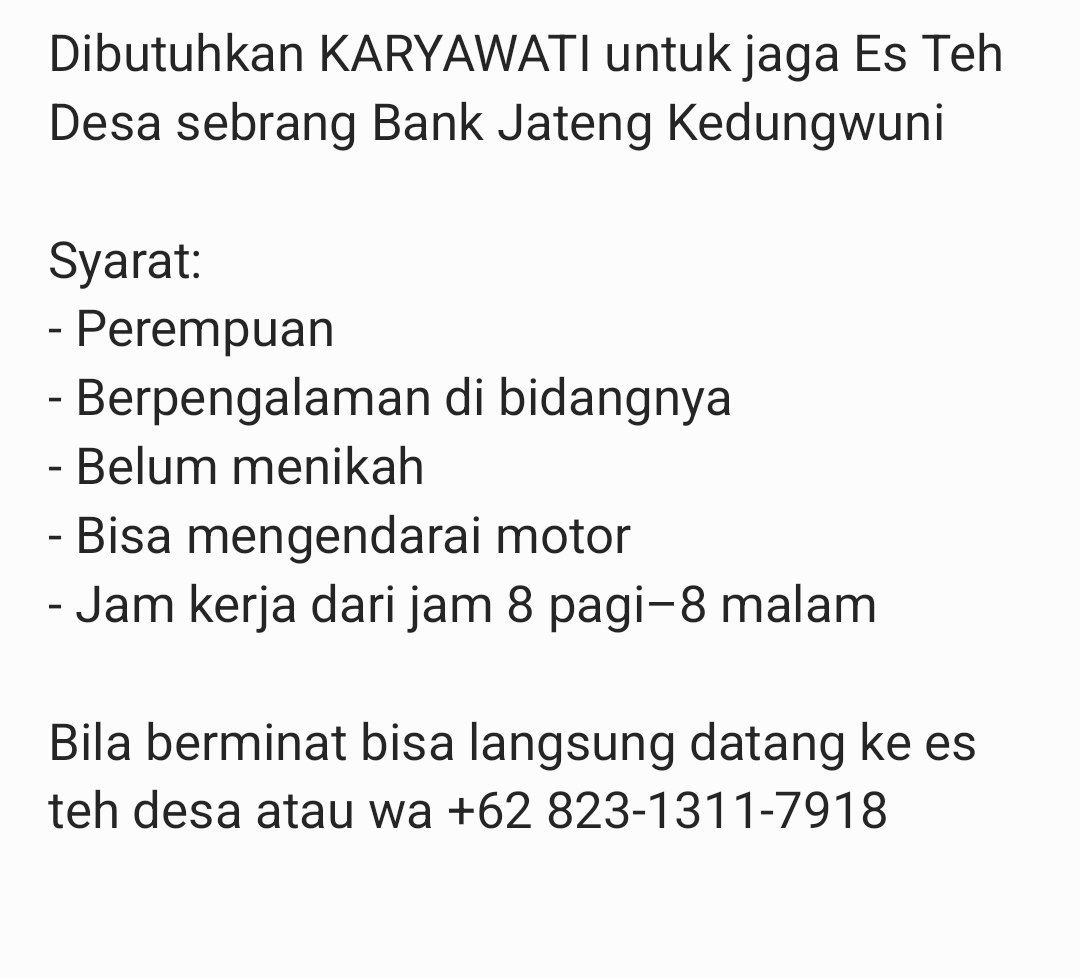 Dibutuhkan KARYAWATI untuk jaga Es Teh
Desa sebrang Bank Jateng Kedungwuni
Syarat:
- Perempuan
- Berpengalaman di bidangnya
- Belum menikah
- Bisa mengendarai motor
- Jam kerja dari jam 8 pagi–8 malam
Bila berminat bisa langsung datang ke es
teh desa atau wa +62 823-1311-7918